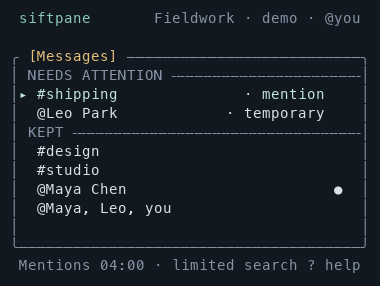 siftpane Fieldwork · demo · @you
[Messages]
NEEDS ATTENTION
▸ #shipping · mention
@Leo Park · temporary
KEPT
#design
#studio
@Maya Chen ●
@Maya, Leo, you
Mentions 04:00 · limited search ? help